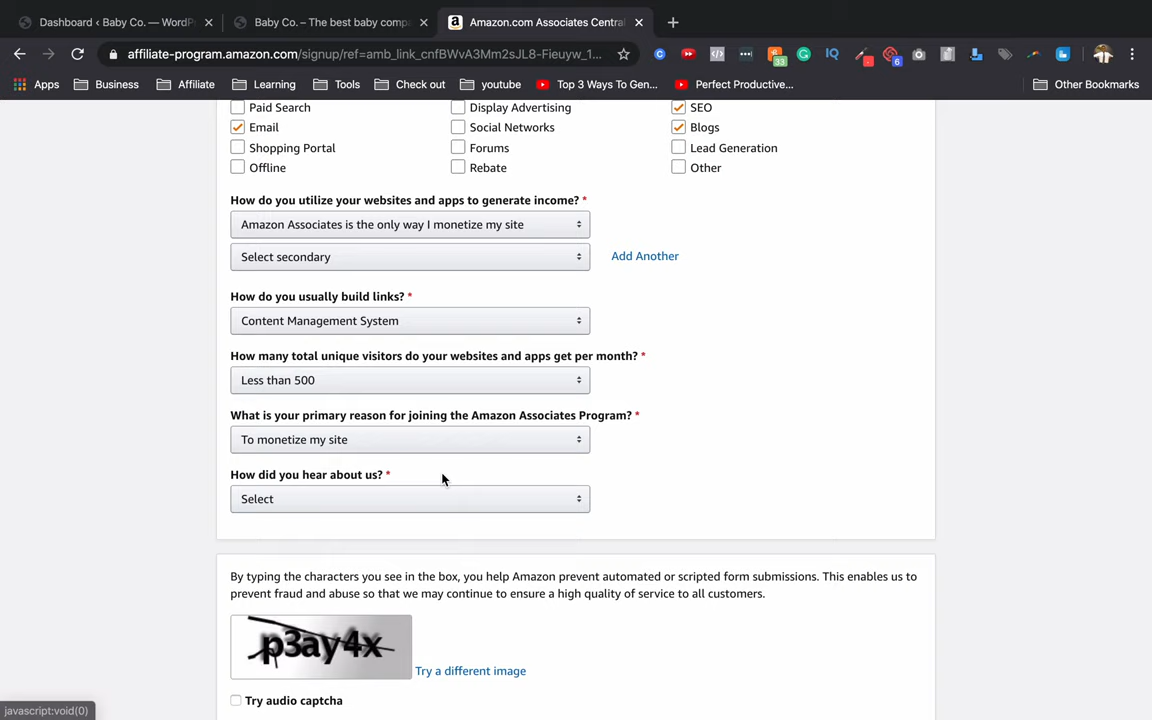 Dashboard ‹ Baby Co. — WordP
Baby Co. – The best baby comp
Amazon.com Associates Central
affiliate-program.amazon.com/signup/ref=amb_link_cnfBWvA3Mm2sJL8-Fieuyw_1...
33
6
Apps
Business
Affiliate
Learning
Tools
Check out
youtube
Top 3 Ways To Gen...
Perfect Productive...
Other Bookmarks
Paid Search
Display Advertising
SEO
Email
Social Networks
Blogs
Shopping Portal
Forums
Lead Generation
Offline
Rebate
Other
How do you utilize your websites and apps to generate income? *
Amazon Associates is the only way I monetize my site
Select secondary
Add Another
How do you usually build links? *
Content Management System
How many total unique visitors do your websites and apps get per month? *
Less than 500
What is your primary reason for joining the Amazon Associates Program? *
To monetize my site
How did you hear about us? *
Select
By typing the characters you see in the box, you help Amazon prevent automated or scripted form submissions. This enables us to
prevent fraud and abuse so that we may continue to ensure a high quality of service to all customers.
p3ay4x
Try a different image
Try audio captcha
javascript:void(0)